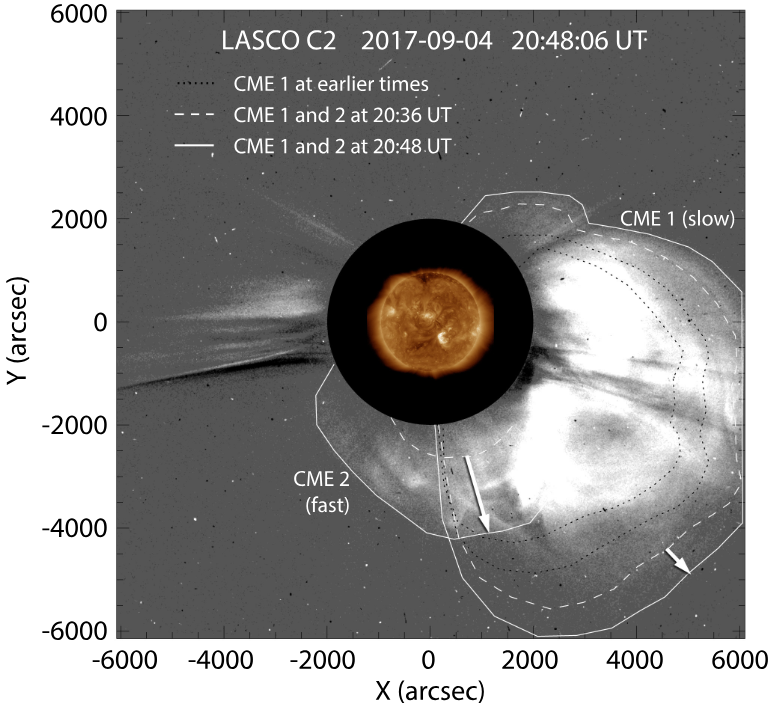 LASCO C2 2017-09-04 20:48:06 UT
CME 1 at earlier times
CME 1 and 2 at 20:36 UT
CME 1 and 2 at 20:48 UT
CME 1 (slow)
CME 2
(fast)
6000
4000
2000
0
-2000
-4000
-6000
Y (arcsec)
-6000 -4000 -2000 0 2000 4000 6000
X (arcsec)